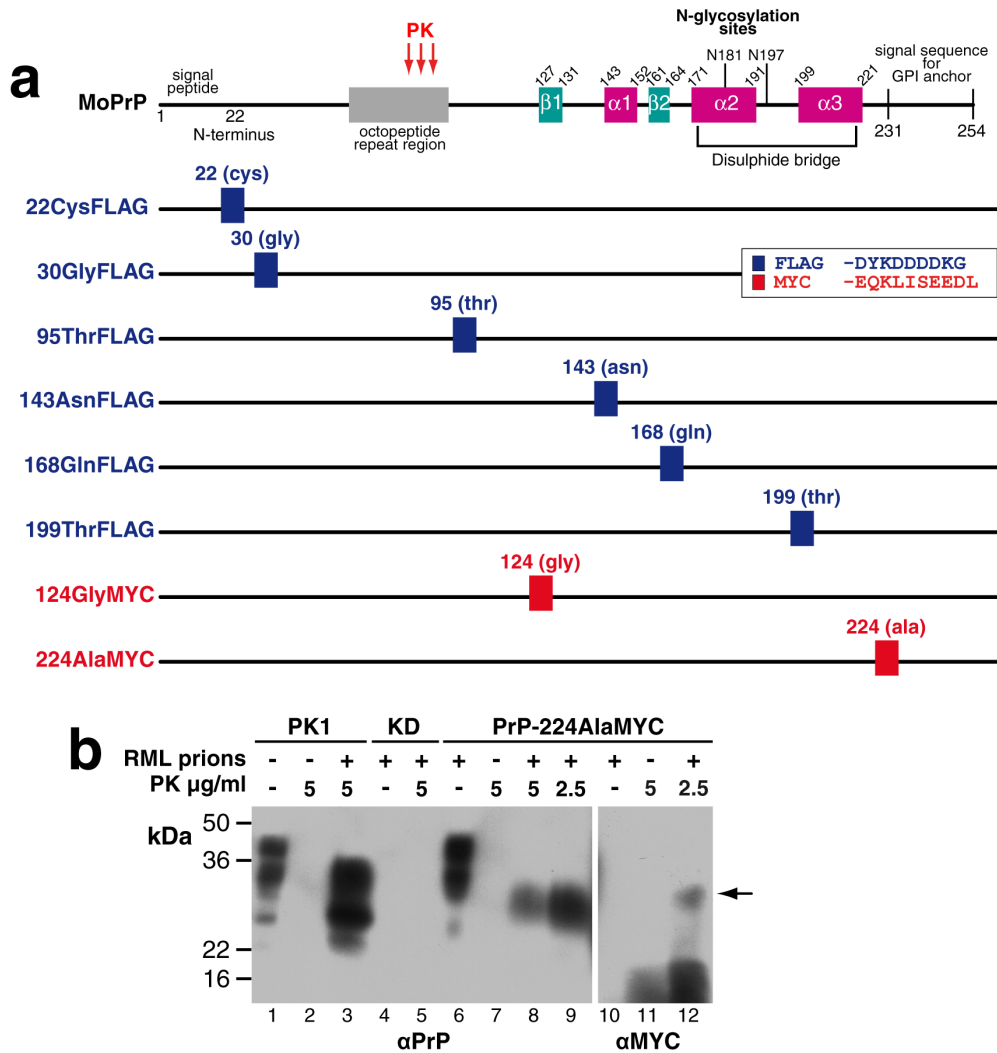 a
PK
N-glycosylation
sites
signal
peptide
MoPrP
1
22
N-terminus
octopeptide
repeat region
127
131
β1
143
152
α1
161
164
β2
171
N181
191
α2
N197
199
221
α3
Disulphide bridge
signal sequence
for
GPI anchor
231
254
22 (cys)
22CysFLAG
30 (gly)
30GlyFLAG
FLAG -DYKDDDDKG
MYC -EQKLISEEDL
95 (thr)
95ThrFLAG
143 (asn)
143AsnFLAG
168 (gln)
168GlnFLAG
199 (thr)
199ThrFLAG
124 (gly)
124GlyMYC
224 (ala)
224AlaMYC
b
PK1 KD PrP-224AlaMYC
RML prions - - + + + + - + + + - +
PK µg/ml - 5 5 - 5 - 5 5 2.5 - 5 2.5
kDa
50
36
22
16
1 2 3 4 5 6 7 8 9 10 11 12
αPrP αMYC